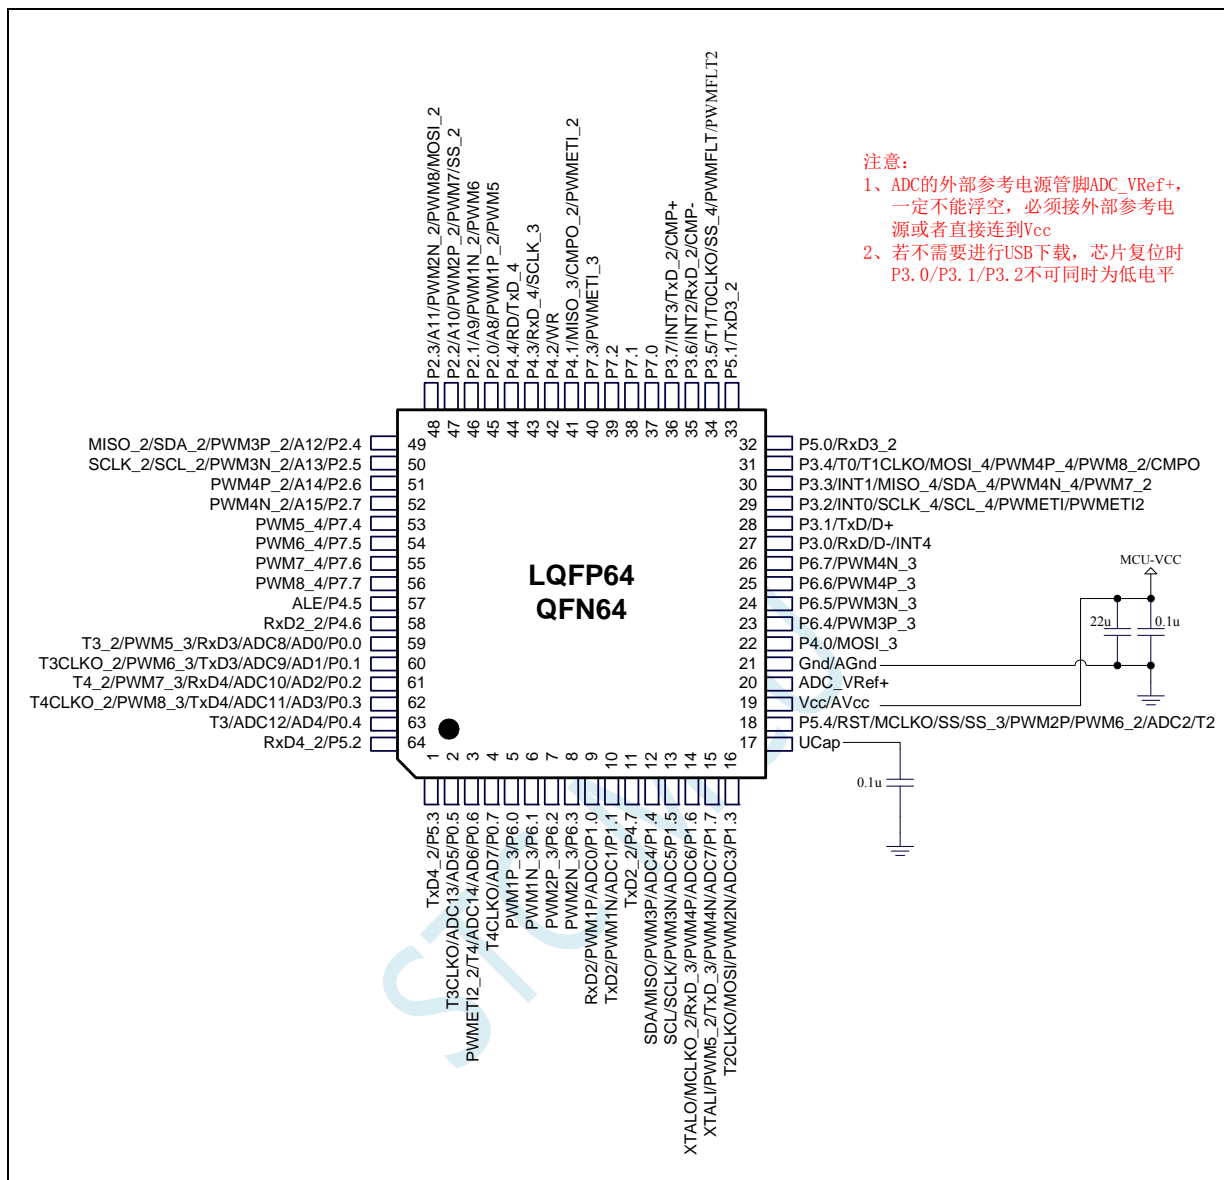 P2.3/A11/PWM2N_2/PWM8/MOSI_2
P2.2/A10/PWM2P_2/PWM7/SS_2
P2.1/A9/PWM1N_2/PWM6
P2.0/A8/PWM1P_2/PWM5
P4.4/RD/TxD_4
P4.3/RxD_4/SCLK_3
P4.2/WR
P4.1/MISO_3/CMPO_2/PWMETI_2
P7.3/PWMETI_3
P7.2
P7.1
P7.0
P3.7/INT3/TxD_2/CMP+
P3.6/INT2/RxD_2/CMP-
P3.5/T1/T0CLKO/SS_4/PWMFLT/PWMFLT2
P5.1/TxD3_2
注意：
1、ADC的外部参考电源管脚ADC_VRef+，
一定不能浮空，必须接外部参考电
源或者直接连到Vcc
2、若不需要进行USB下载，芯片复位时
P3.0/P3.1/P3.2不可同时为低电平
48 47 46 45 44 43 42 41 40 39 38 37 36 35 34 33
MISO_2/SDA_2/PWM3P_2/A12/P2.4 49
SCLK_2/SCL_2/PWM3N_2/A13/P2.5 50
PWM4P_2/A14/P2.6 51
PWM4N_2/A15/P2.7 52
PWM5_4/P7.4 53
PWM6_4/P7.5 54
PWM7_4/P7.6 55
PWM8_4/P7.7 56
ALE/P4.5 57
RxD2_2/P4.6 58
T3_2/PWM5_3/RxD3/ADC8/AD0/P0.0 59
T3CLKO_2/PWM6_3/TxD3/ADC9/AD1/P0.1 60
T4_2/PWM7_3/RxD4/ADC10/AD2/P0.2 61
T4CLKO_2/PWM8_3/TxD4/ADC11/AD3/P0.3 62
T3/ADC12/AD4/P0.4 63
RxD4_2/P5.2 64
LQFP64
QFN64
32 P5.0/RxD3_2
31 P3.4/T0/T1CLKO/MOSI_4/PWM4P_4/PWM8_2/CMPO
30 P3.3/INT1/MISO_4/SDA_4/PWM4N_4/PWM7_2
29 P3.2/INT0/SCLK_4/SCL_4/PWMETI/PWMETI2
28 P3.1/TxD/D+
27 P3.0/RxD/D-/INT4
26 P6.7/PWM4N_3
25 P6.6/PWM4P_3
24 P6.5/PWM3N_3
23 P6.4/PWM3P_3
22 P4.0/MOSI_3
21 Gnd/AGnd
20 ADC_VRef+
19 Vcc/AVcc
18 P5.4/RST/MCLKO/SS/SS_3/PWM2P/PWM6_2/ADC2/T2
17 UCap
MCU-VCC
22u
0.1u
0.1u
1 2 3 4 5 6 7 8 9 10 11 12 13 14 15 16
TxD4_2/P5.3
T3CLKO/ADC13/AD5/P0.5
PWMETI2_2/T4/ADC14/AD6/P0.6
T4CLKO/AD7/P0.7
PWM1P_3/P6.0
PWM1N_3/P6.1
PWM2P_3/P6.2
PWM2N_3/P6.3
RxD2/PWM1P/ADC0/P1.0
TxD2/PWM1N/ADC1/P1.1
TxD2_2/P4.7
SDA/MISO/PWM3P/ADC4/P1.4
SCL/SCLK/PWM3N/ADC5/P1.5
XTALO/MCLKO_2/RxD_3/PWM4P/ADC6/P1.6
XTALI/PWM5_2/TxD_3/PWM4N/ADC7/P1.7
T2CLKO/MOSI/PWM2N/ADC3/P1.3